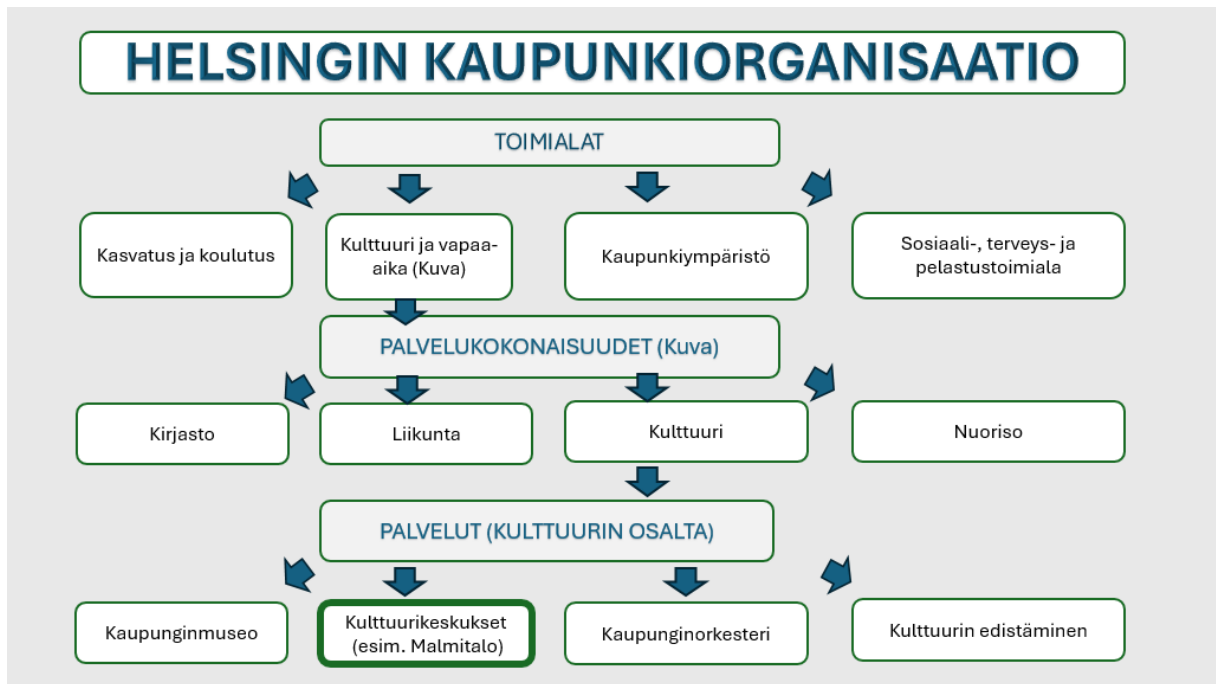 HELSINGIN KAUPUNKIORGANISAATIO
TOIMIALAT
Kasvatus ja koulutus
Kulttuuri ja vapaa-
aika (Kuva)
Kaupunkiympäristö
Sosiaali-, terveys- ja
pelastustoimiala
PALVELUKOKONAISUUDET (Kuva)
Kirjasto
Liikunta
Kulttuuri
Nuoriso
PALVELUT (KULTTUURIN OSALTA)
Kaupunginmuseo
Kulttuurikeskukset
(esim. Malmitalo)
Kaupunginorkesteri
Kulttuurin edistäminen